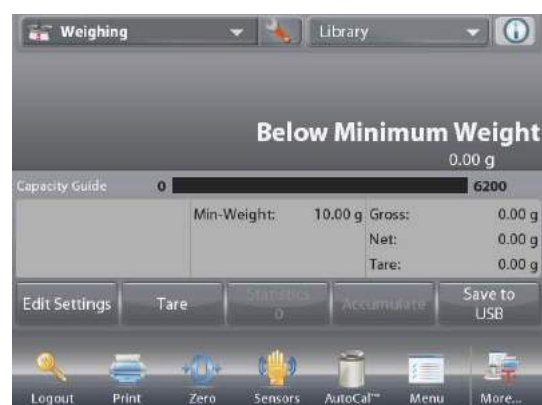 Weighing
Library
Below Minimum Weight
0.00 g
Capacity Guide 0 6200
Min-Weight: 10.00 g Gross: 0.00 g
Net: 0.00 g
Tare: 0.00 g
Edit Settings Tare Statistics 0 Accumulate Save to USB
Logout Print Zero Sensors AutoCal™ Menu More...